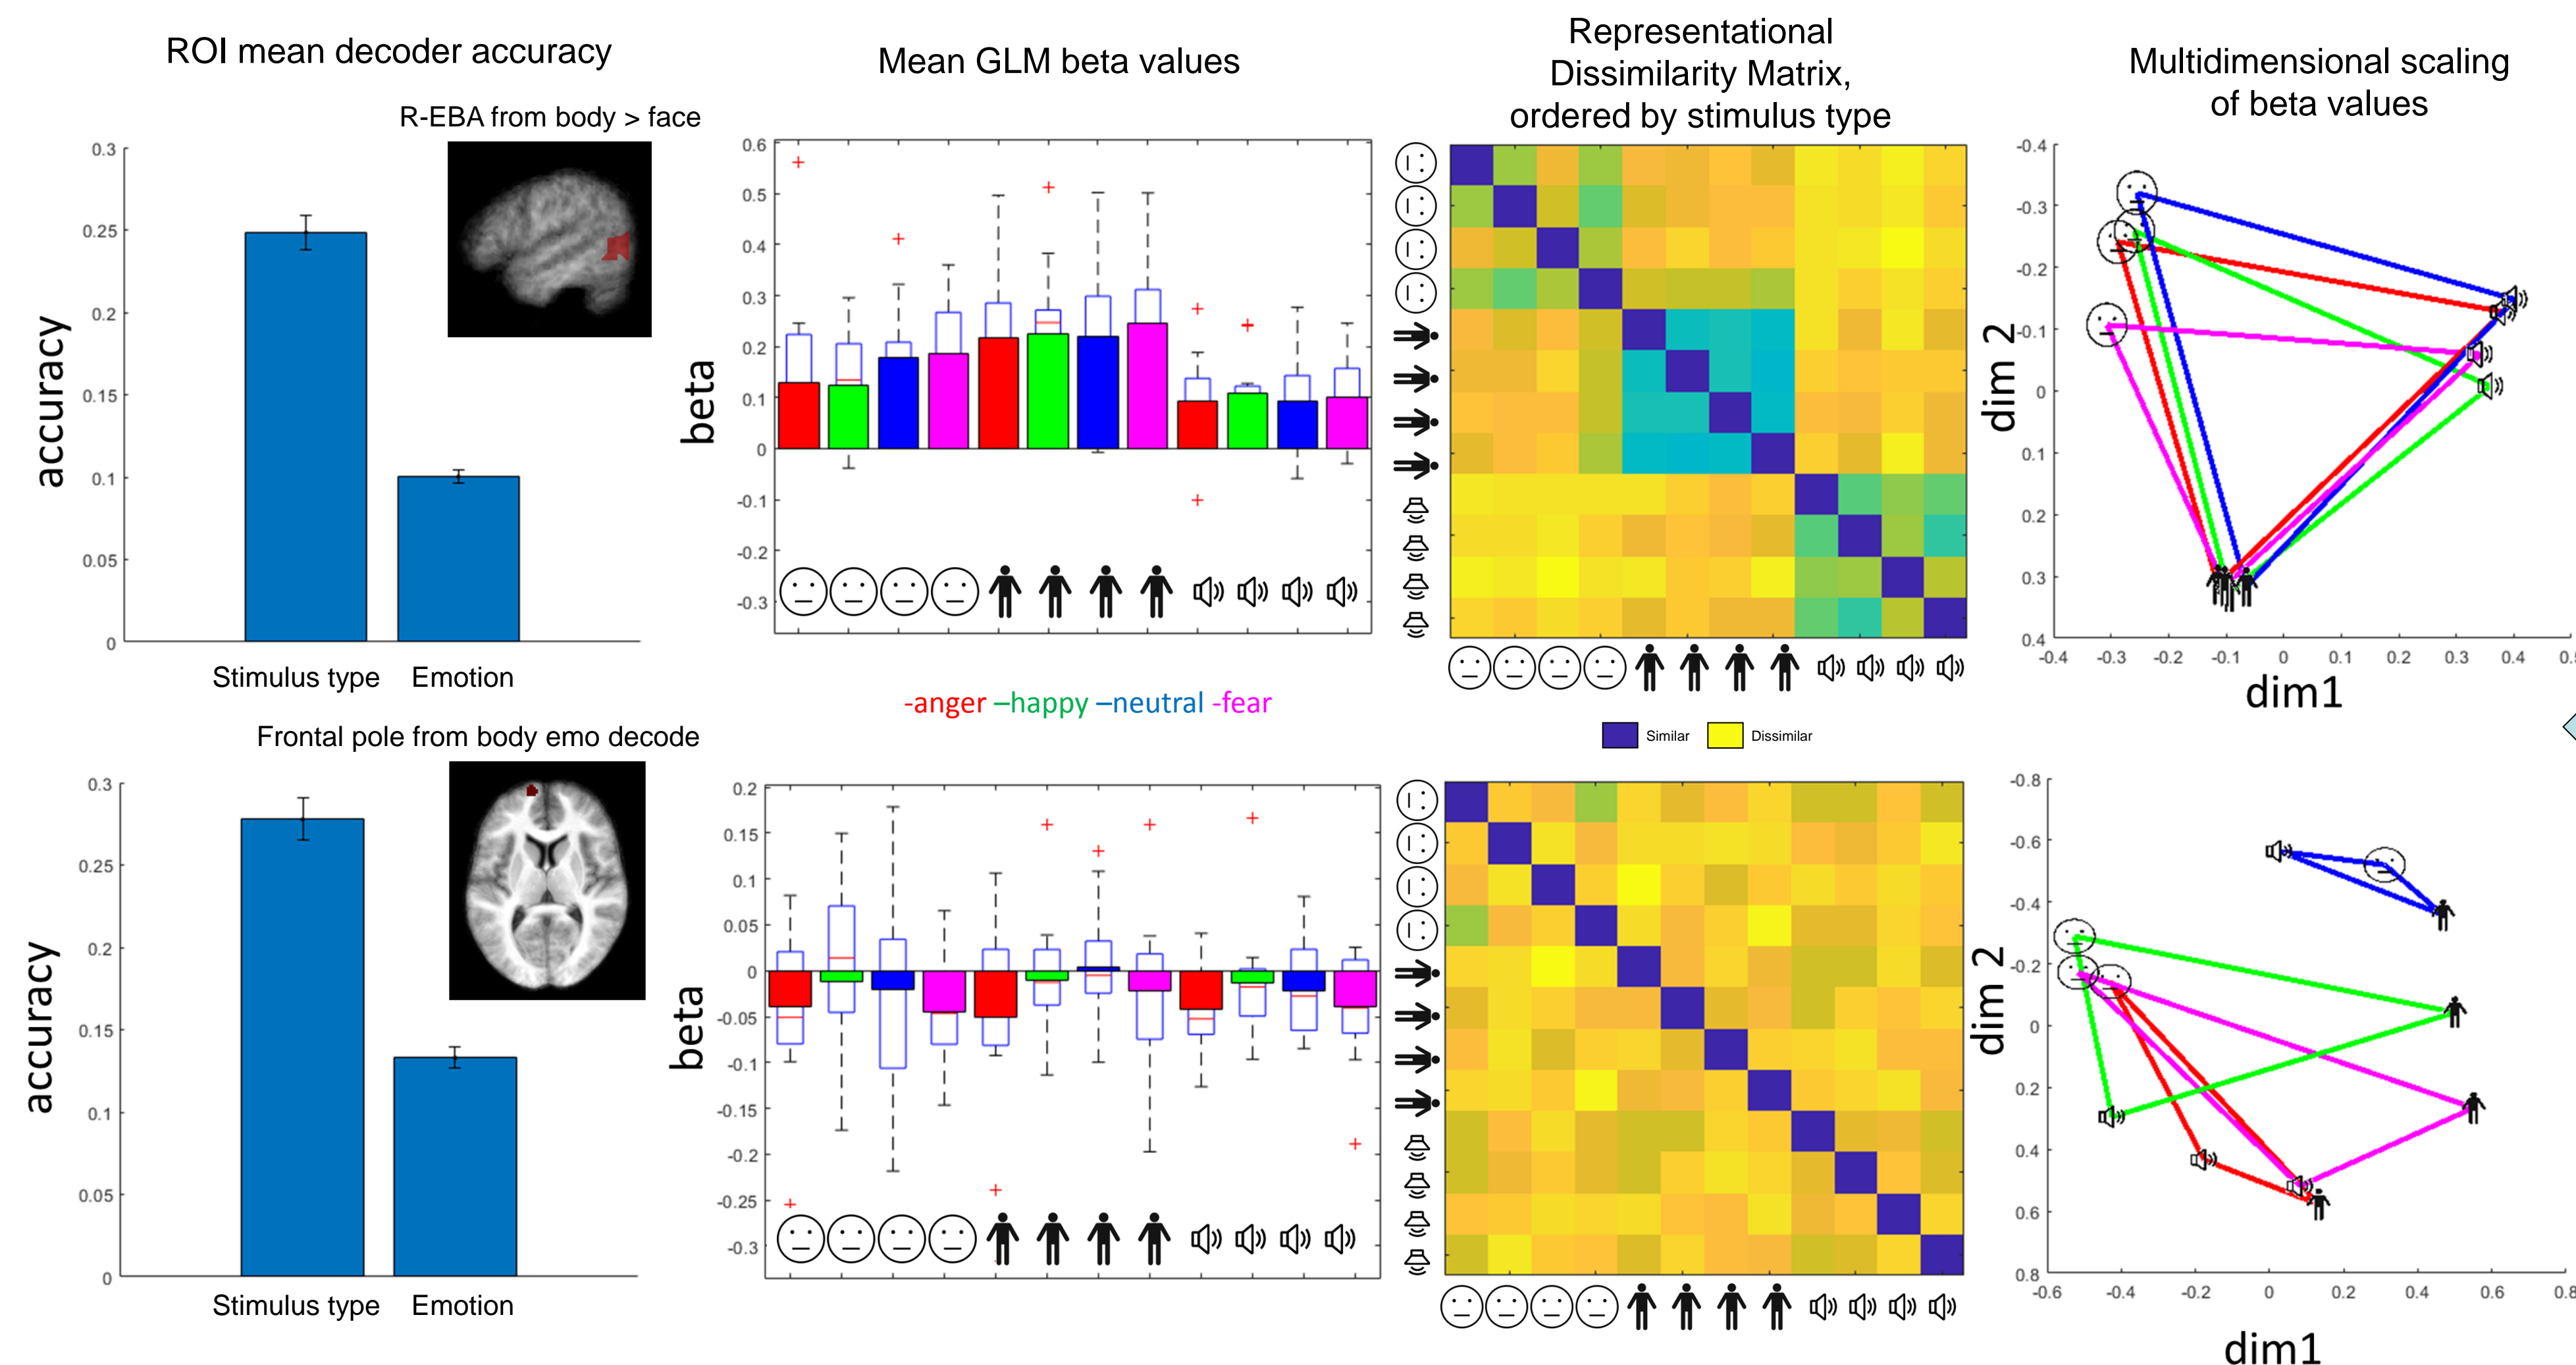 ROI mean decoder accuracy
Mean GLM beta values
Representational
Dissimilarity Matrix,
ordered by stimulus type
Multidimensional scaling
of beta values
R-EBA from body > face
accuracy
0.3
0.25
0.2
0.15
0.1
0.05
0
Stimulus type
Emotion
beta
0.6
0.5
0.4
0.3
0.2
0.1
0
-0.1
-0.2
-0.3
dim 2
-0.4
-0.3
-0.2
-0.1
0
0.1
0.2
0.3
0.4
-0.4
-0.3
-0.2
-0.1
0
0.1
0.2
0.3
0.4
dim1
-anger –happy –neutral -fear
Similar
Dissimilar
Frontal pole from body emo decode
accuracy
0.3
0.25
0.2
0.15
0.1
0.05
0
Stimulus type
Emotion
beta
0.2
0.15
0.1
0.05
0
-0.05
-0.1
-0.15
-0.2
-0.25
-0.3
dim 2
-0.8
-0.6
-0.4
-0.2
0
0.2
0.4
0.6
0.8
-0.6
-0.4
-0.2
0
0.2
0.4
0.6
0.8
dim1